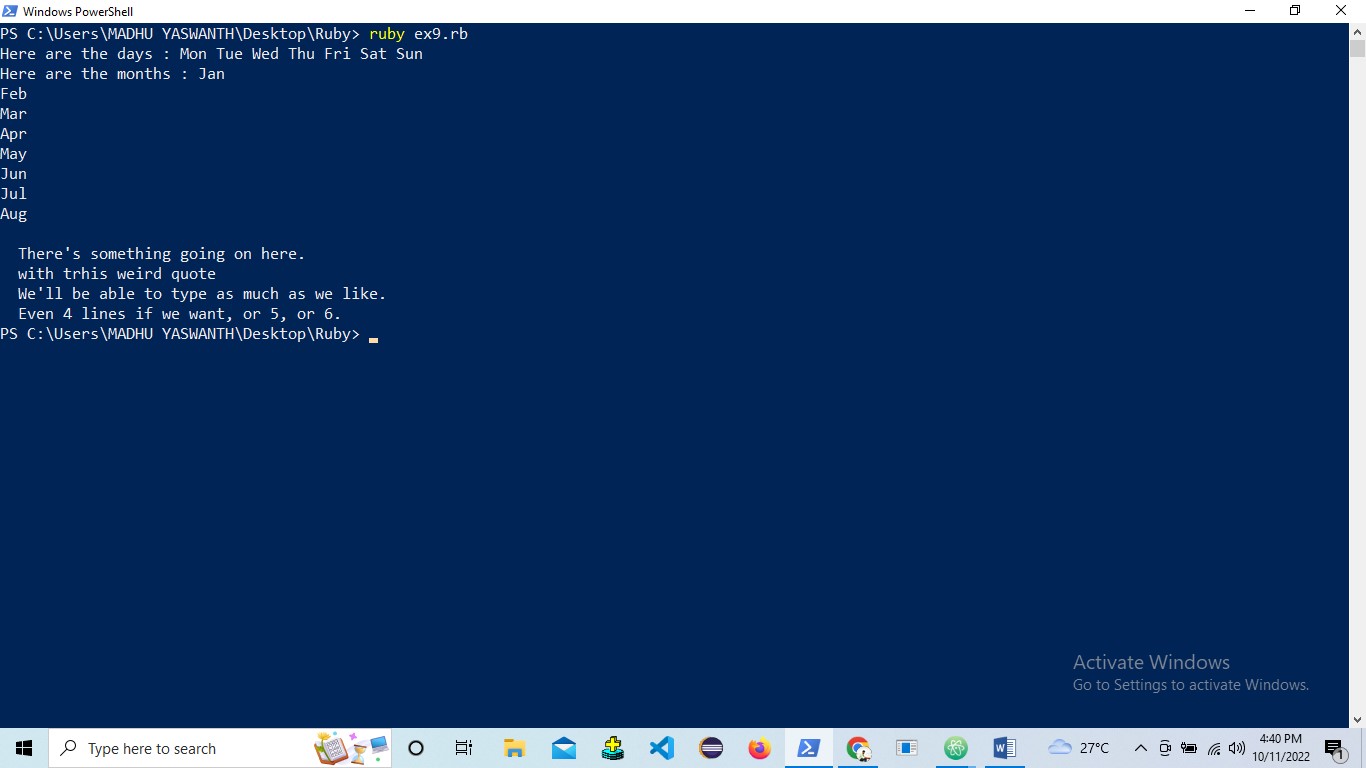 Windows PowerShell
PS C:\Users\MADHU YASWANTH\Desktop\Ruby> ruby ex9.rb
Here are the days : Mon Tue Wed Thu Fri Sat Sun
Here are the months : Jan
Feb
Mar
Apr
May
Jun
Jul
Aug
There's something going on here.
with trhis weird quote
We'll be able to type as much as we like.
Even 4 lines if we want, or 5, or 6.
PS C:\Users\MADHU YASWANTH\Desktop\Ruby>
Activate Windows
Go to Settings to activate Windows.
Type here to search
27°C
4:40 PM
10/11/2022
1